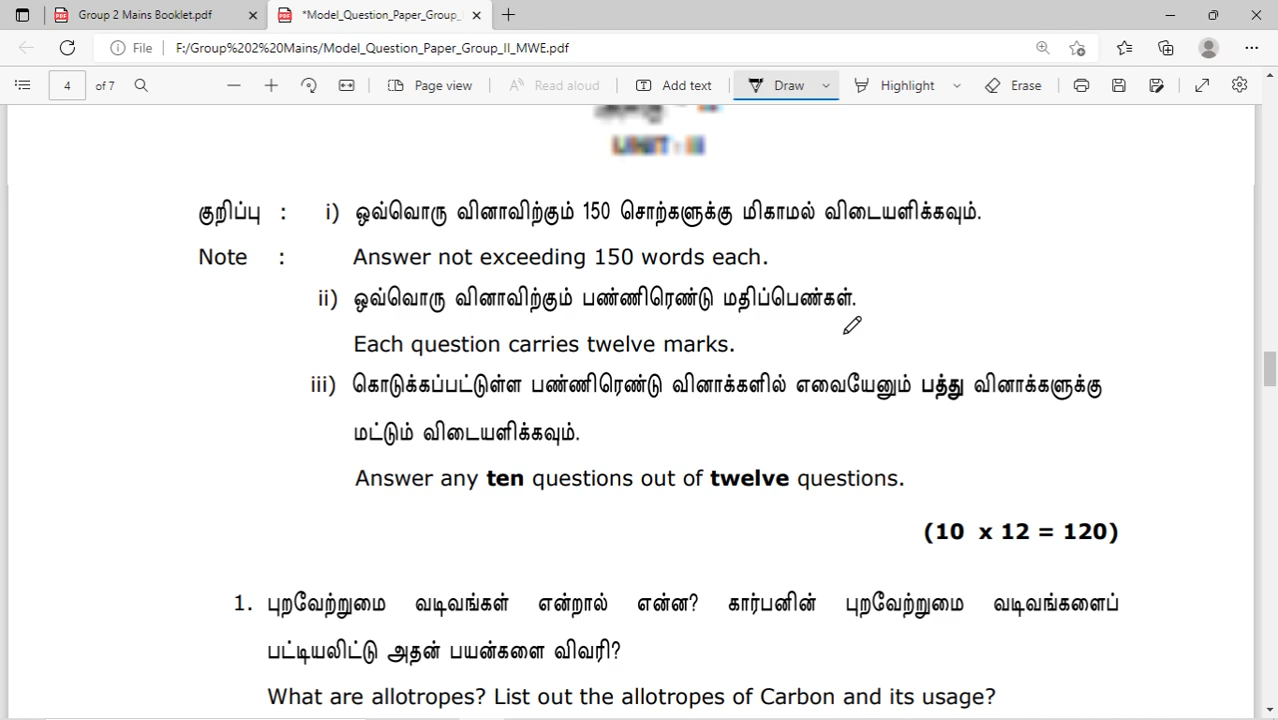 Group 2 Mains Booklet.pdf
*Model_Question_Paper_Group_
File F:/Group%202%20Mains/Model_Question_Paper_Group_II_MWE.pdf
4 of 7 Page view Read aloud Add text Draw Highlight Erase
UNIT : II
குறிப்பு : i) ஒவ்வொரு வினாவிற்கும் 150 சொற்களுக்கு மிகாமல் விடையளிக்கவும்.
Note : Answer not exceeding 150 words each.
ii) ஒவ்வொரு வினாவிற்கும் பண்ணிரெண்டு மதிப்பெண்கள்.
Each question carries twelve marks.
iii) கொடுக்கப்பட்டுள்ள பண்ணிரெண்டு வினாக்களில் எவையேனும் பத்து வினாக்களுக்கு
மட்டும் விடையளிக்கவும்.
Answer any ten questions out of twelve questions.
(10 x 12 = 120)
1. புறவேற்றுமை வடிவங்கள் என்றால் என்ன? கார்பனின் புறவேற்றுமை வடிவங்களைப்
பட்டியலிட்டு அதன் பயன்களை விவரி?
What are allotropes? List out the allotropes of Carbon and its usage?